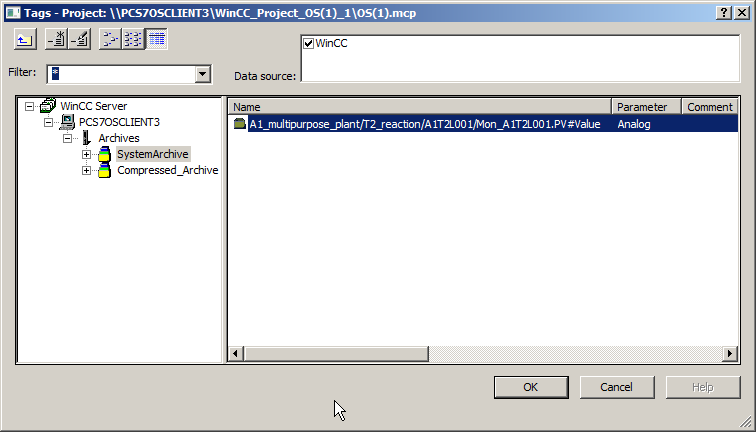 Tags - Project: \\PCS7OSCLIENT3\WinCC_Project_OS(1)_1\OS(1).mcp
WinCC
Filter:
*
Data source:
WinCC Server
PCS7OSCLIENT3
Archives
SystemArchive
Compressed_Archive
Name Parameter Comment
A1_multipurpose_plant/T2_reaction/A1T2L001/Mon_A1T2L001.PV#Value Analog
OK Cancel Help